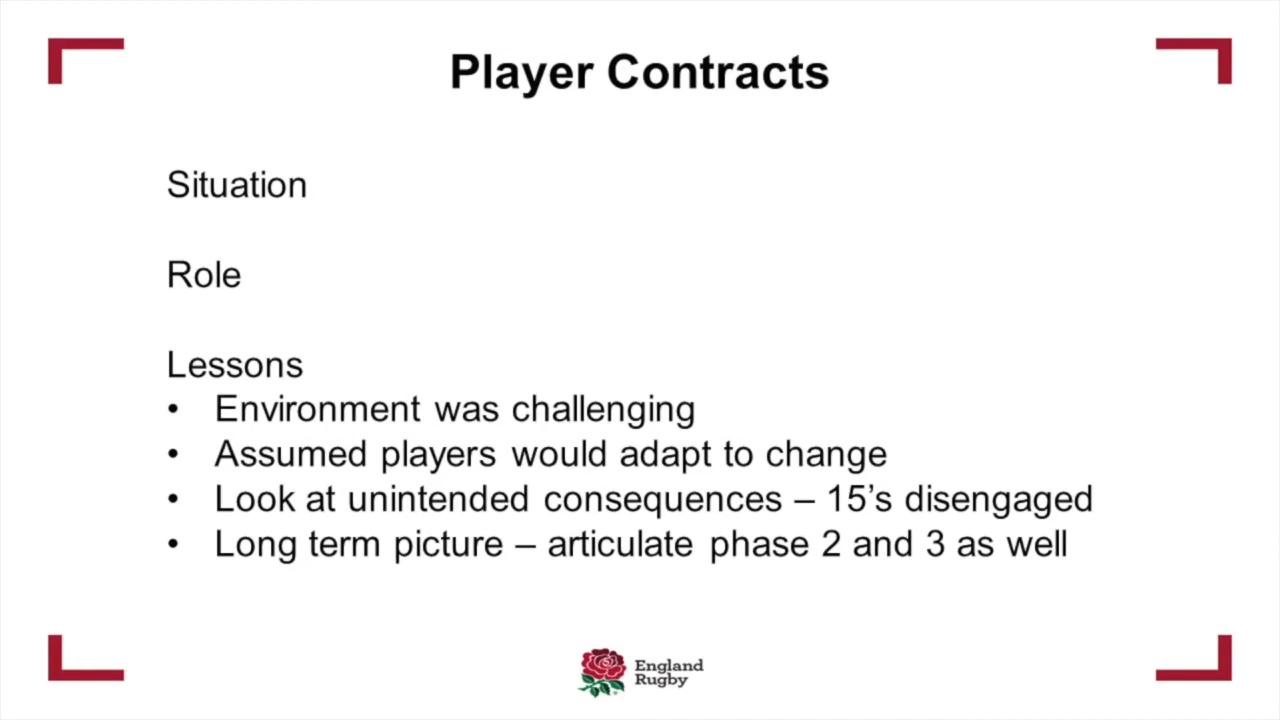 Player Contracts
Situation
Role
Lessons
• Environment was challenging
• Assumed players would adapt to change
• Look at unintended consequences – 15’s disengaged
• Long term picture – articulate phase 2 and 3 as well
England
Rugby